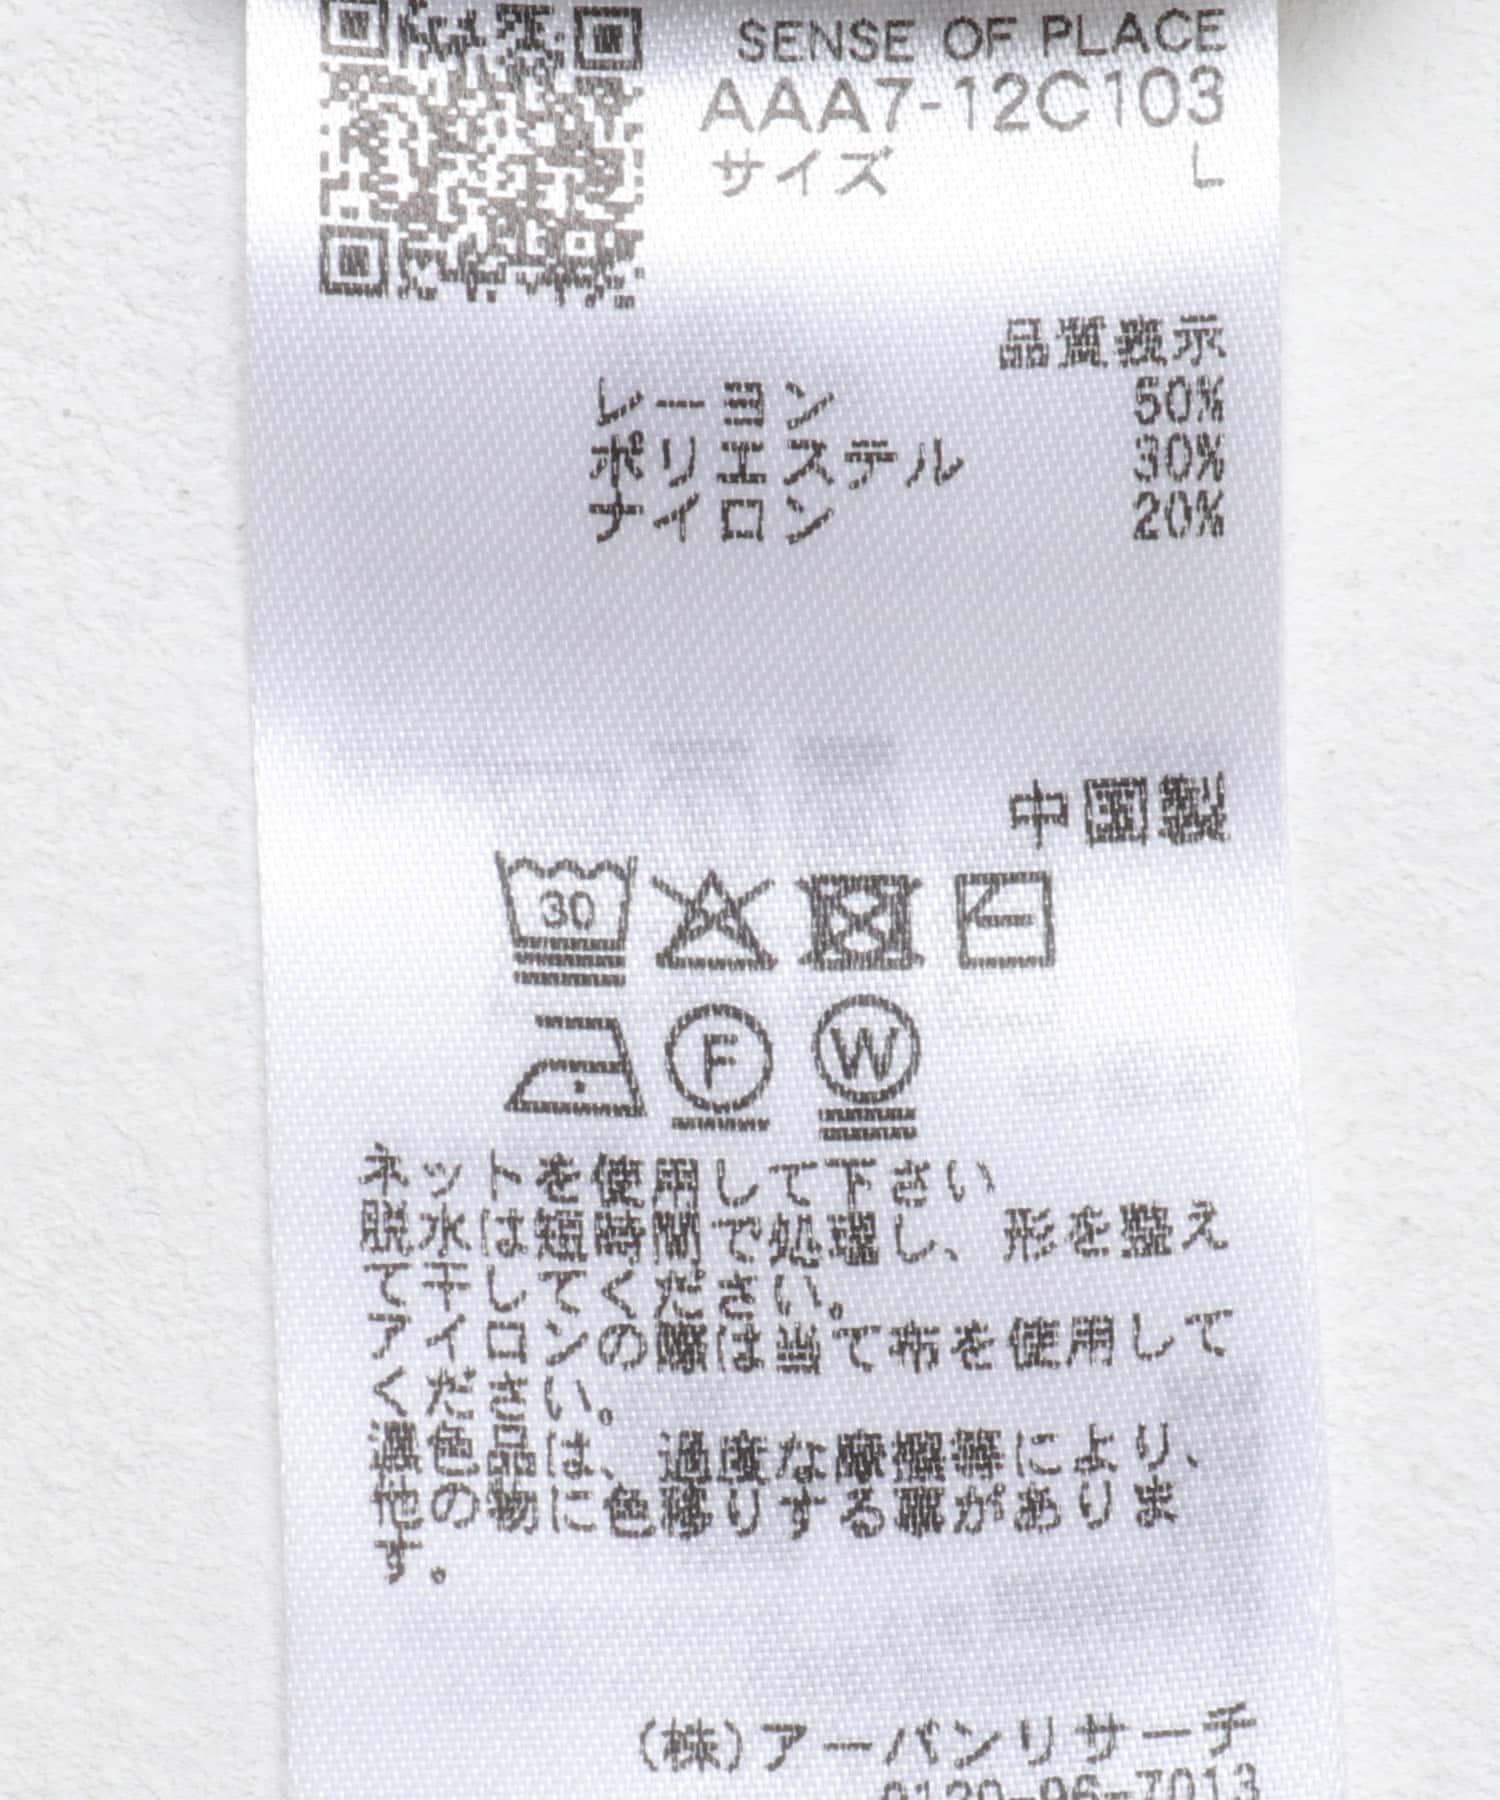 SENSE OF PLACE
AAA7-12C103
サイズ L
品質表示
レーヨン 50%
ポリエステル 30%
ナイロン 20%
中国製
30
F W
ネットを使用して下さい
脱水は短時間で処理し、形を整え
て干してください。
アイロンの際は当て布を使用して
ください。
濃色品は、過度な摩擦等により、
他の物に色移りする事がありま
す。
(株)アーバンリサーチ
0120-96-7013